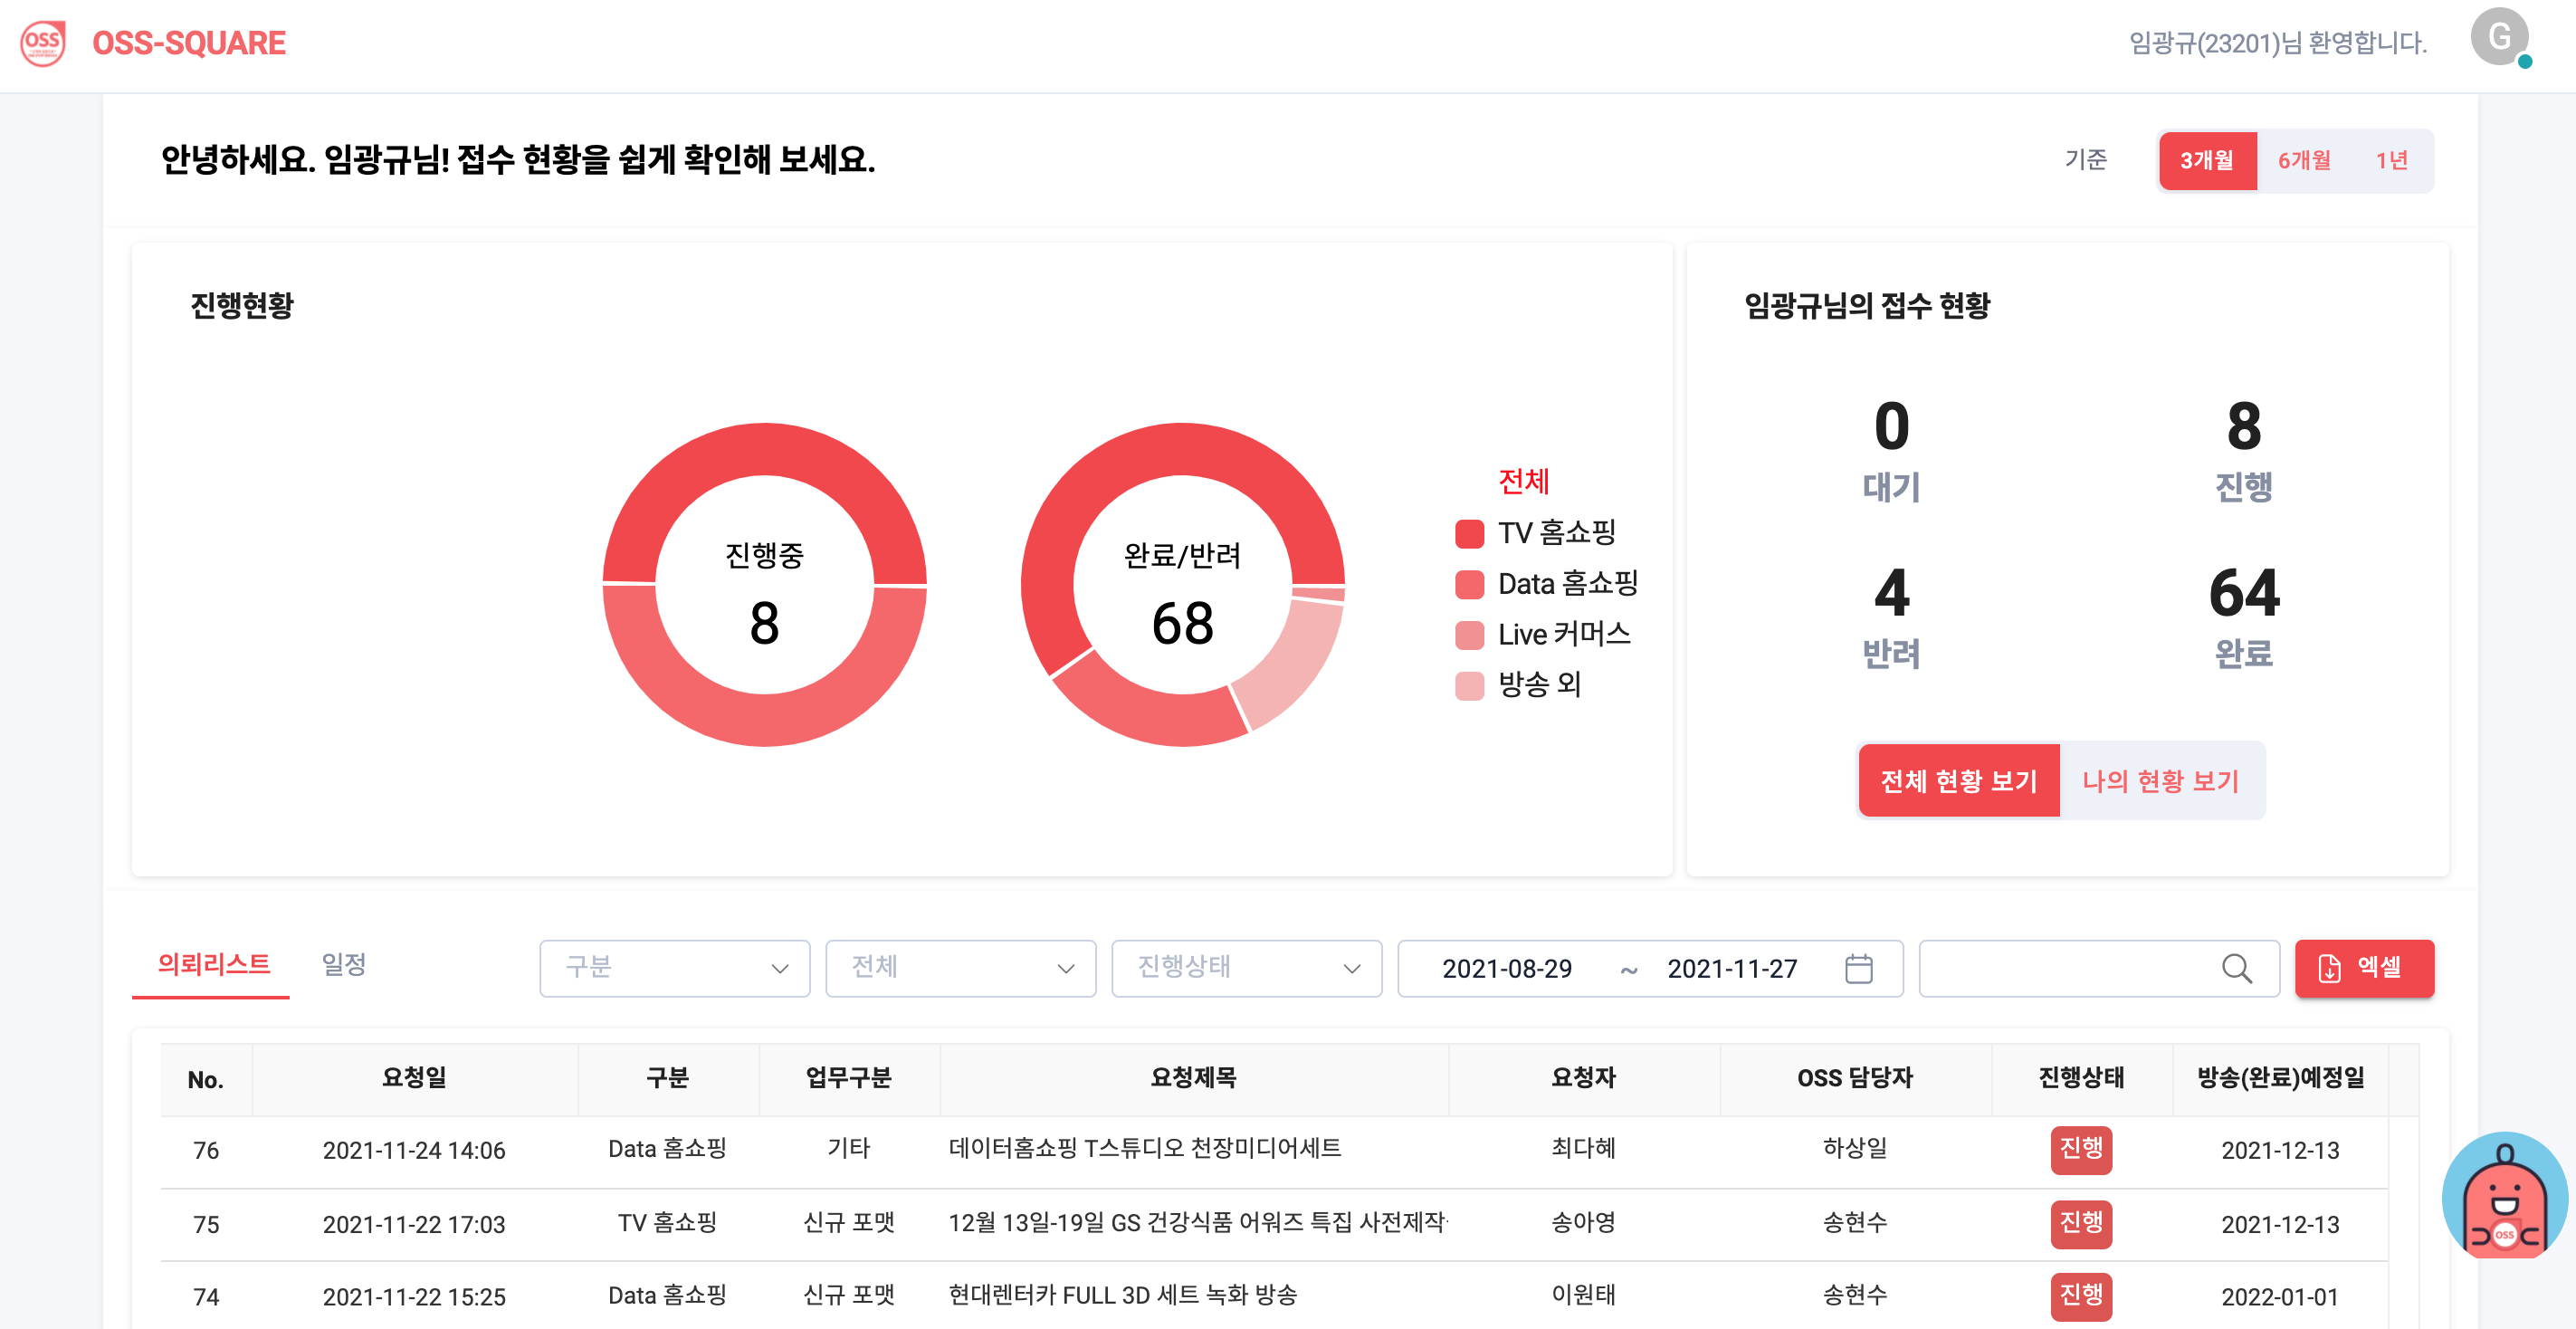 OSS
OSS-SQUARE
임광규(23201)님 환영합니다.
G
안녕하세요. 임광규님! 접수 현황을 쉽게 확인해 보세요.
기준
3개월 6개월 1년
진행현황
진행중
8
완료/반려
68
전체
TV 홈쇼핑
Data 홈쇼핑
Live 커머스
방송 외
임광규님의 접수 현황
0 8
대기 진행
4 64
반려 완료
전체 현황 보기 나의 현황 보기
의뢰리스트 일정 구분 전체 진행상태 2021-08-29 ~ 2021-11-27 엑셀
No. 요청일 구분 업무구분 요청제목 요청자 OSS 담당자 진행상태 방송(완료)예정일
76 2021-11-24 14:06 Data 홈쇼핑 기타 데이터홈쇼핑 T스튜디오 천장미디어세트 최다혜 하상일 진행 2021-12-13
75 2021-11-22 17:03 TV 홈쇼핑 신규 포맷 12월 13일-19일 GS 건강식품 어워즈 특집 사전제작 송아영 송현수 진행 2021-12-13
74 2021-11-22 15:25 Data 홈쇼핑 신규 포맷 현대렌터카 FULL 3D 세트 녹화 방송 이원태 송현수 진행 2022-01-01
OSS